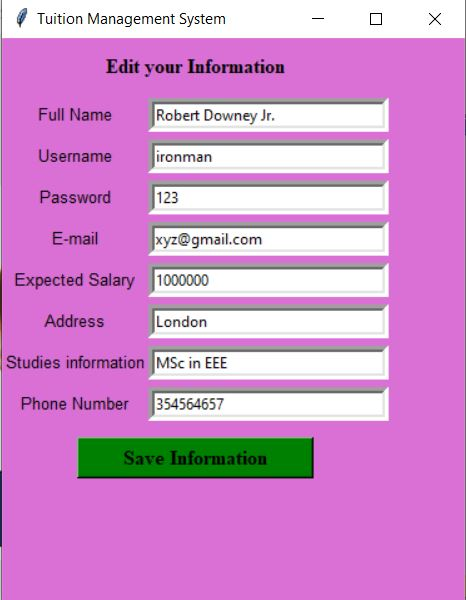 Tuition Management System
Edit your Information
Full Name Robert Downey Jr.
Username ironman
Password 123
E-mail xyz@gmail.com
Expected Salary 1000000
Address London
Studies information MSc in EEE
Phone Number 354564657
Save Information